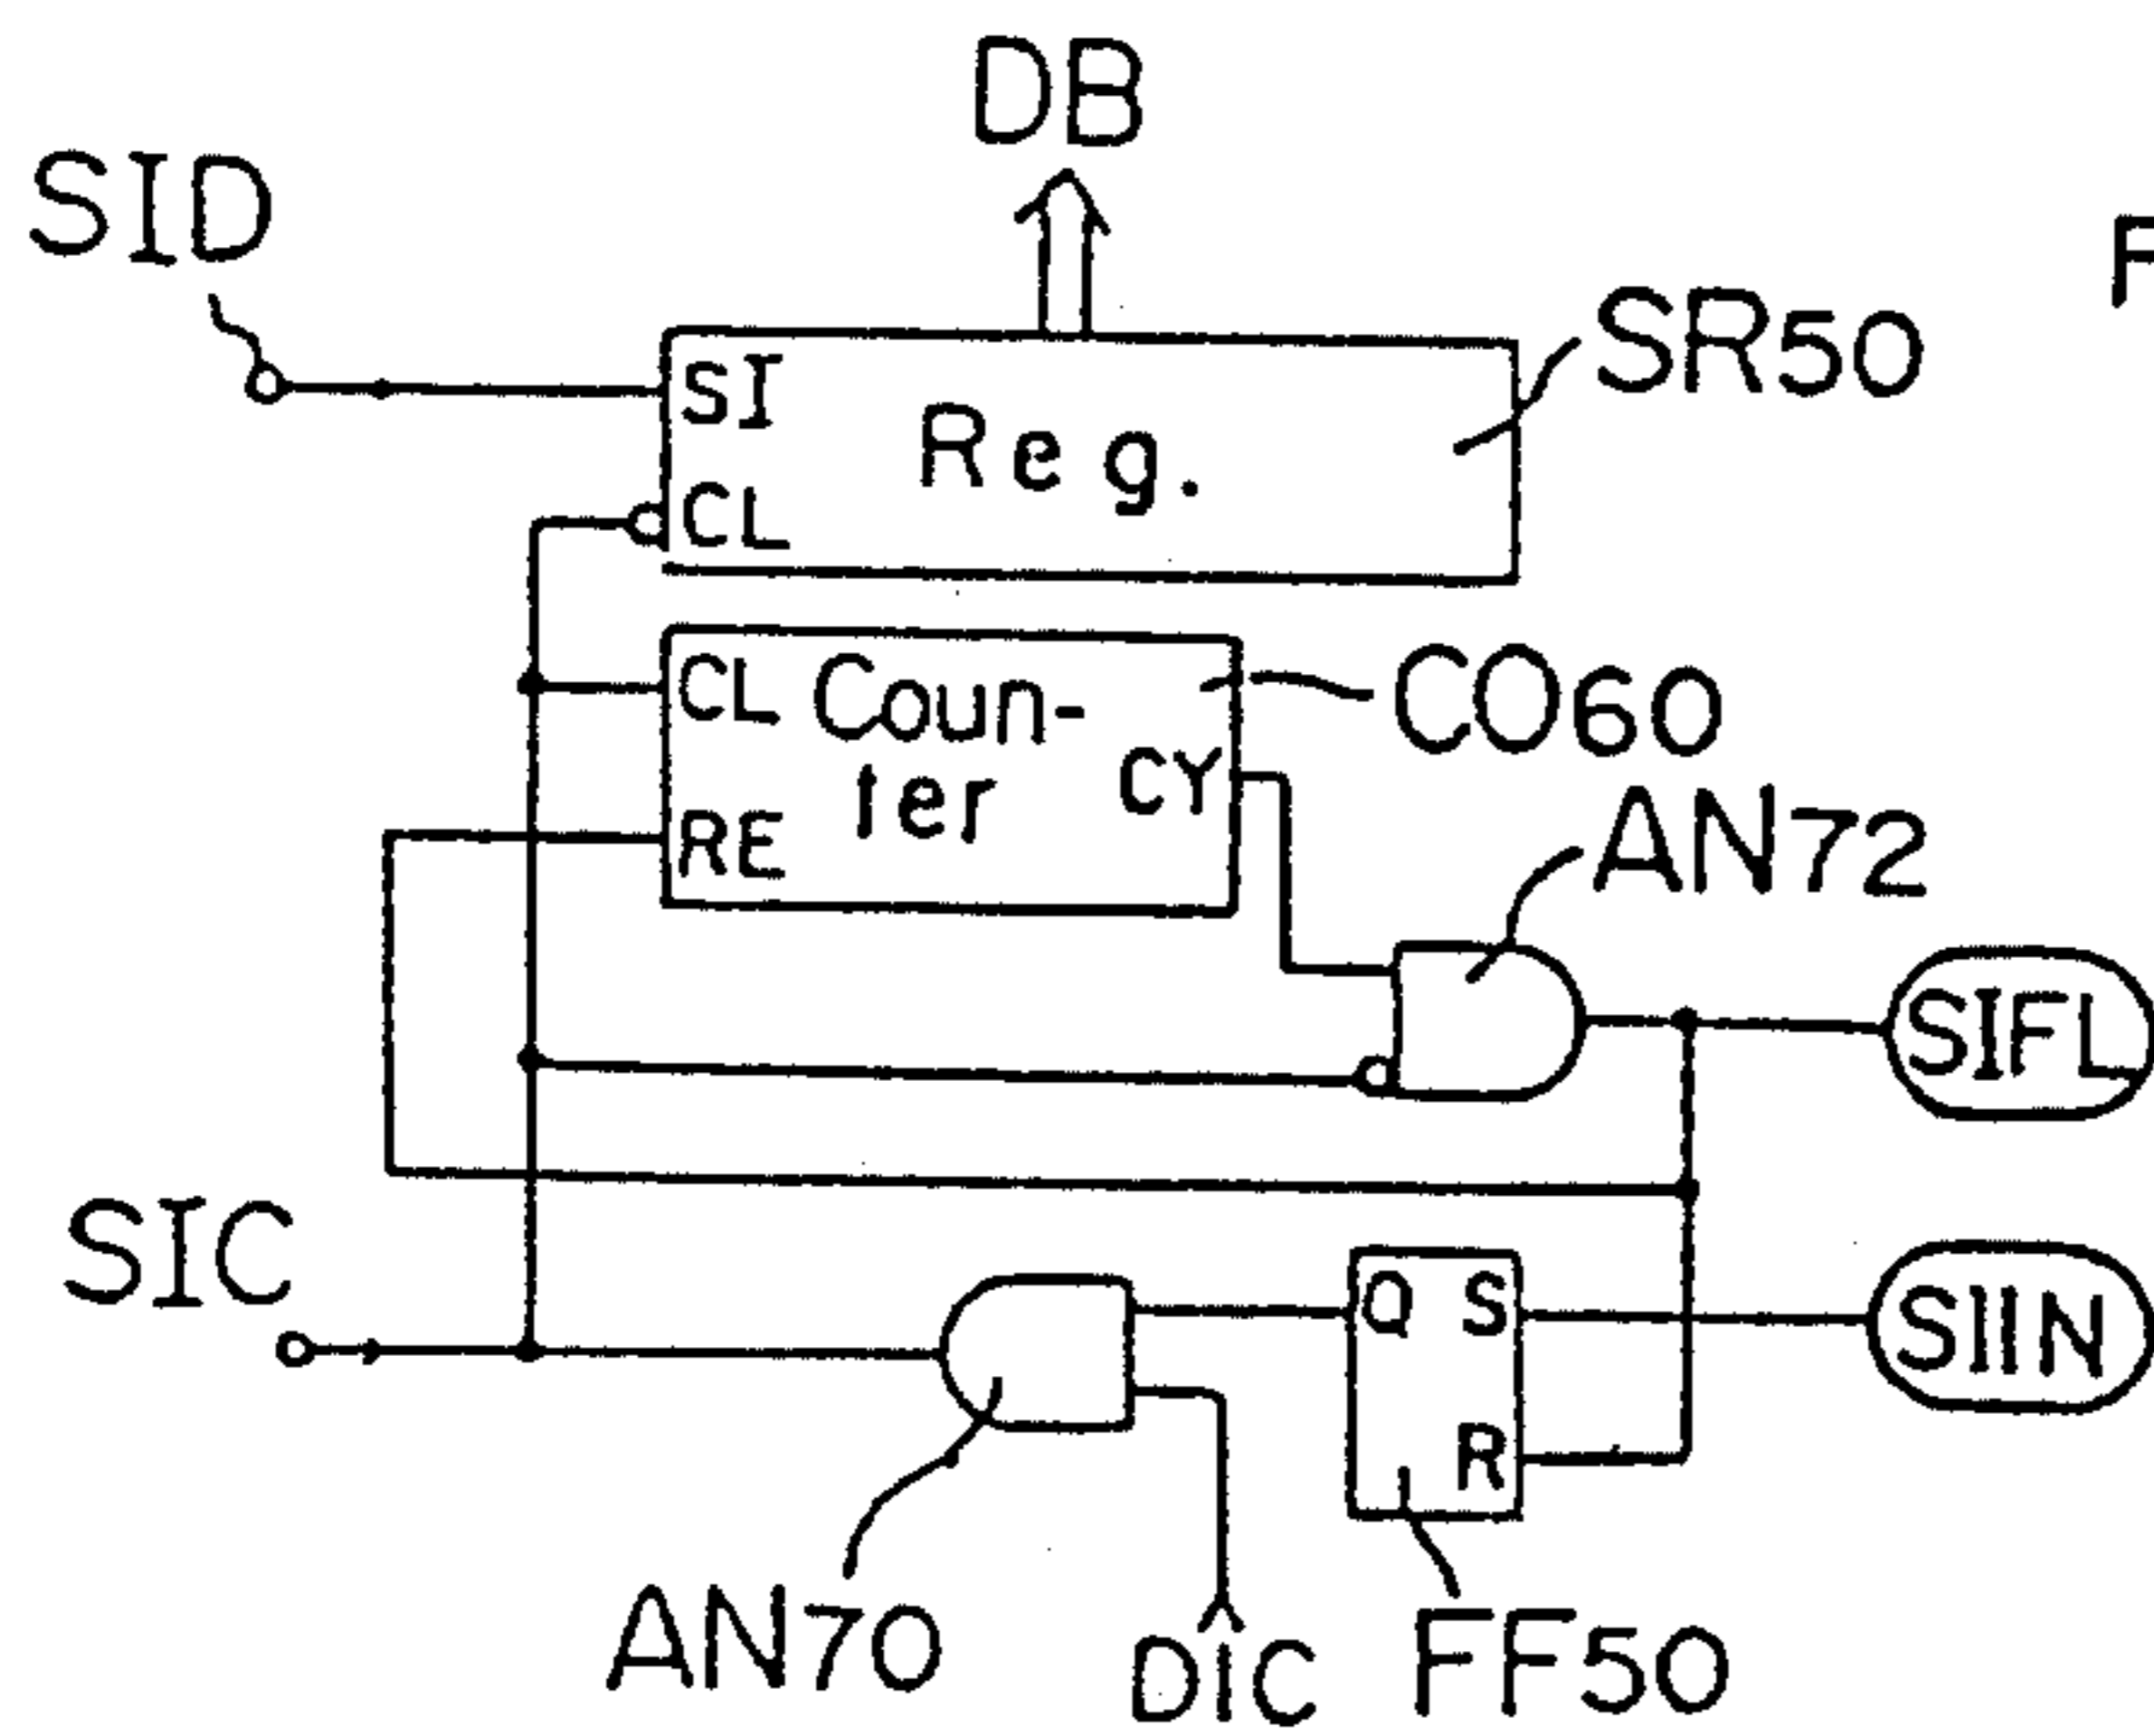 DB
SID
SI
Reg.
SR50
CL
CL
Coun-
ter
CY
RE
CO60
AN72
SIFL
SIC
Q S
SIIN
R
AN70
DIC
FF50